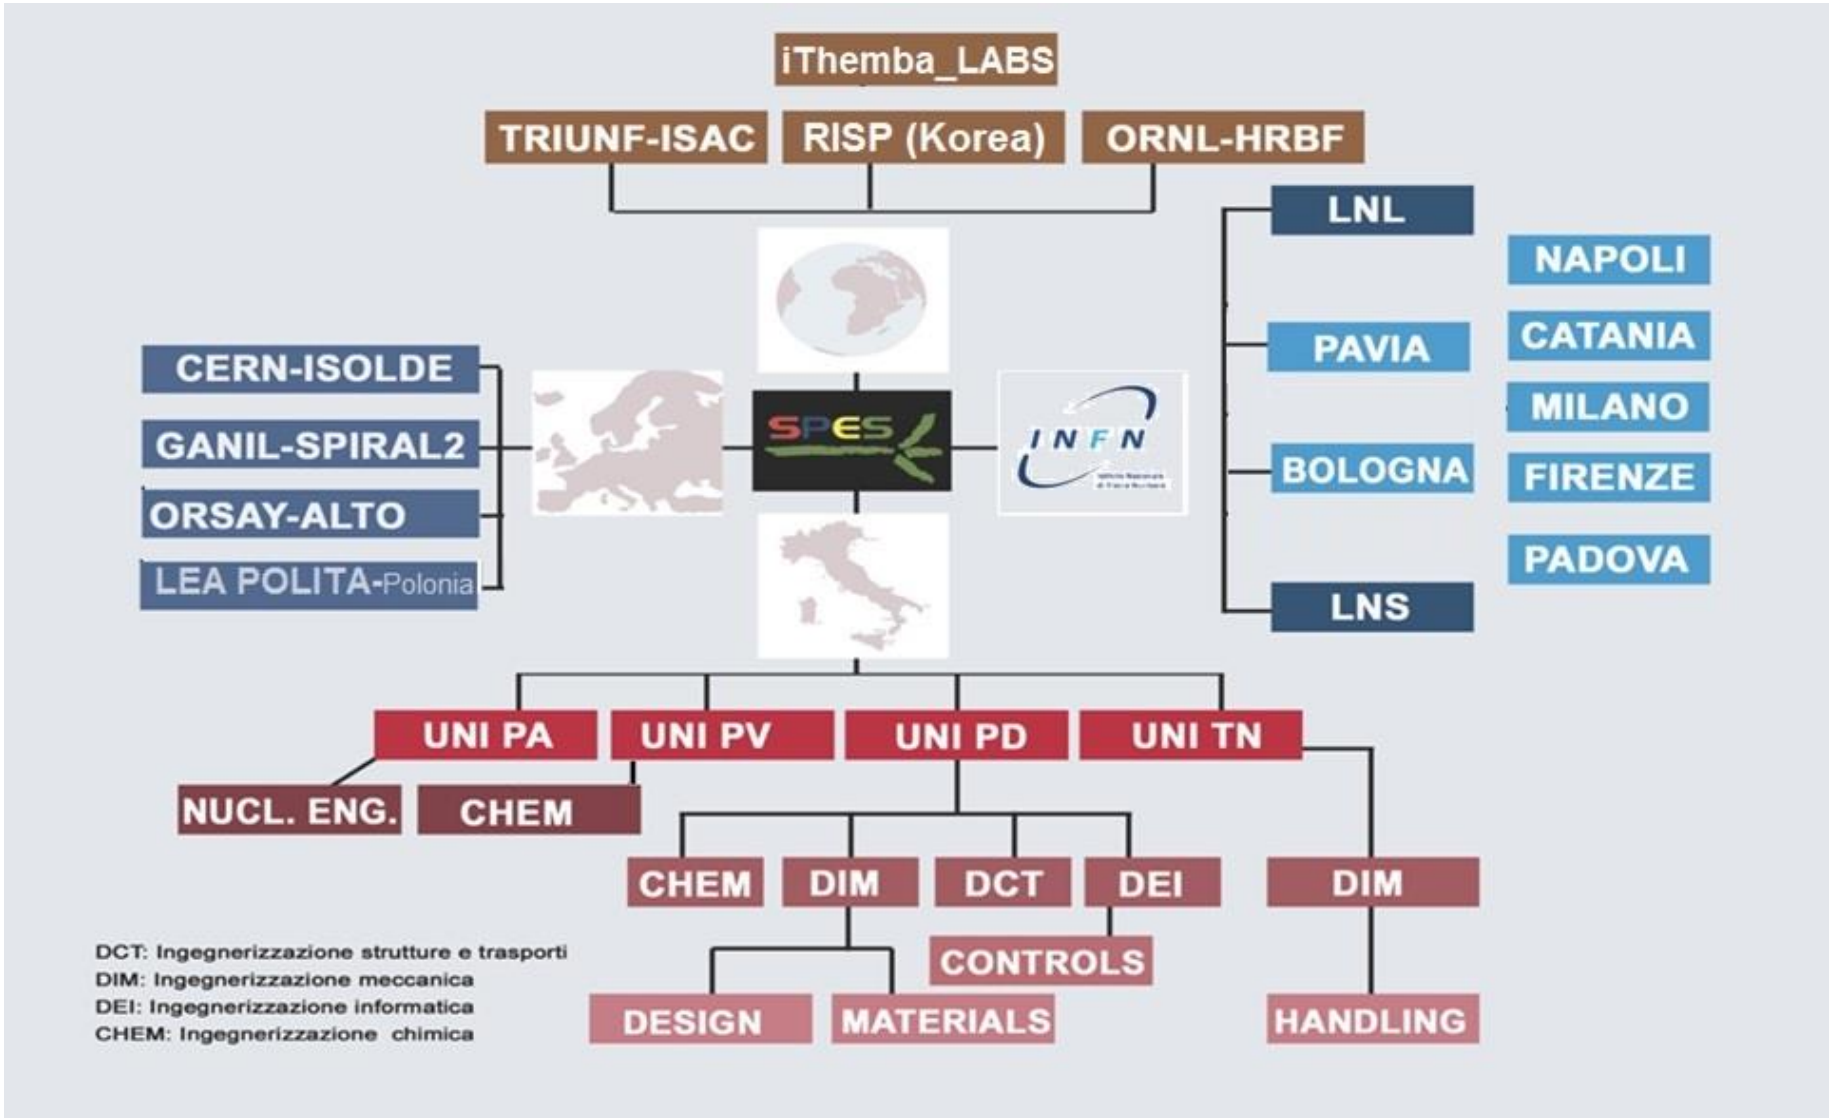 iThemba_LABS
TRIUNF-ISAC
RISP (Korea)
ORNL-HRBF
LNL
NAPOLI
PAVIA
CATANIA
MILANO
BOLOGNA
FIRENZE
PADOVA
LNS
CERN-ISOLDE
GANIL-SPIRAL2
ORSAY-ALTO
LEA POLITA-Polonia
SPES
INFN
UNI PA
UNI PV
UNI PD
UNI TN
NUCL. ENG.
CHEM
CHEM
DIM
DCT
DEI
DIM
CONTROLS
DESIGN
MATERIALS
HANDLING
DCT: Ingegnerizzazione strutture e trasporti
DIM: Ingegnerizzazione meccanica
DEI: Ingegnerizzazione informatica
CHEM: Ingegnerizzazione chimica